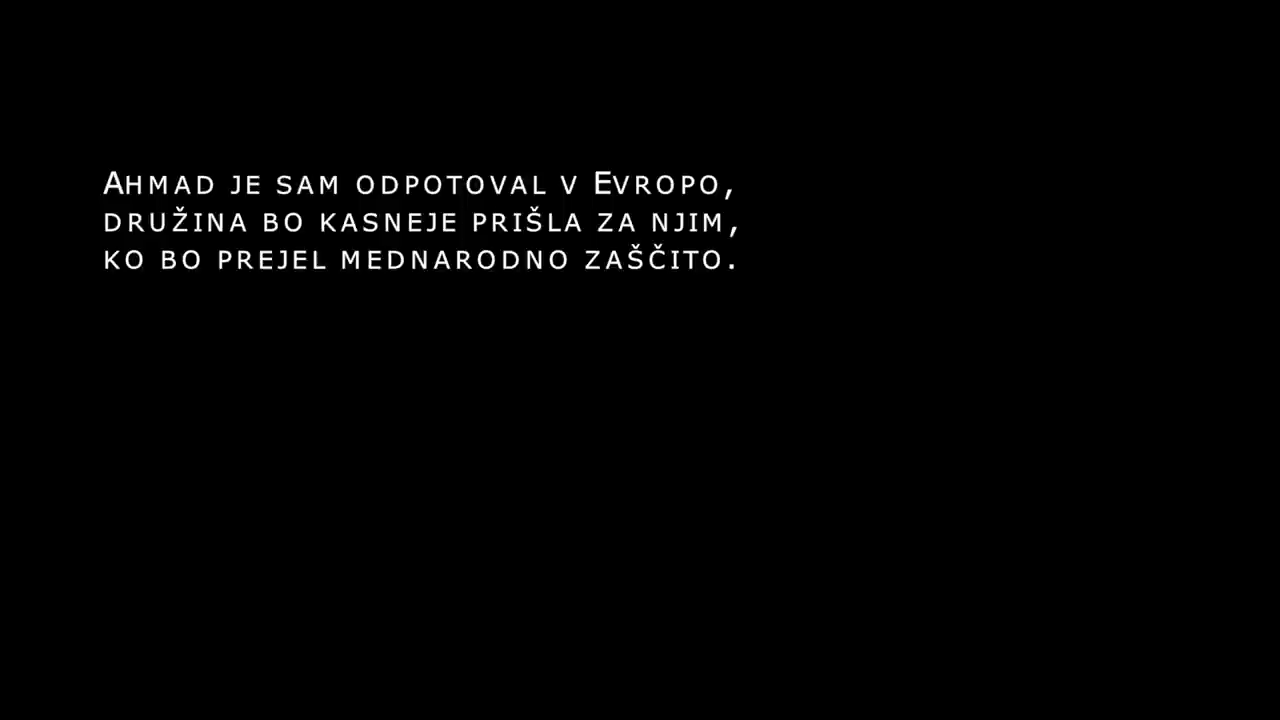 Ahmad je sam odpotoval v Evropo,
družina bo kasneje prišla za njim,
ko bo prejel mednarodno zaščito.